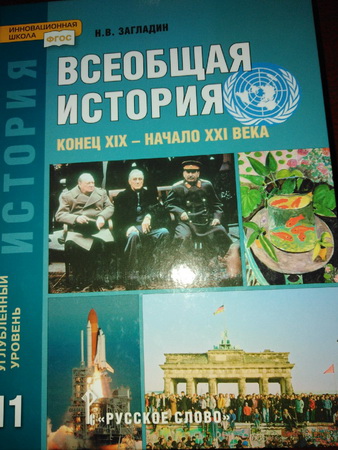 ИННОВАЦИОННАЯ
ШКОЛА
ФГОС
Н.В. ЗАГЛАДИН
ВСЕОБЩАЯ
ИСТОРИЯ
КОНЕЦ XIX – НАЧАЛО XXI ВЕКА
ИСТОРИЯ
УГЛУБЛЕННЫЙ
УРОВЕНЬ
11
«РУССКОЕ СЛОВО»